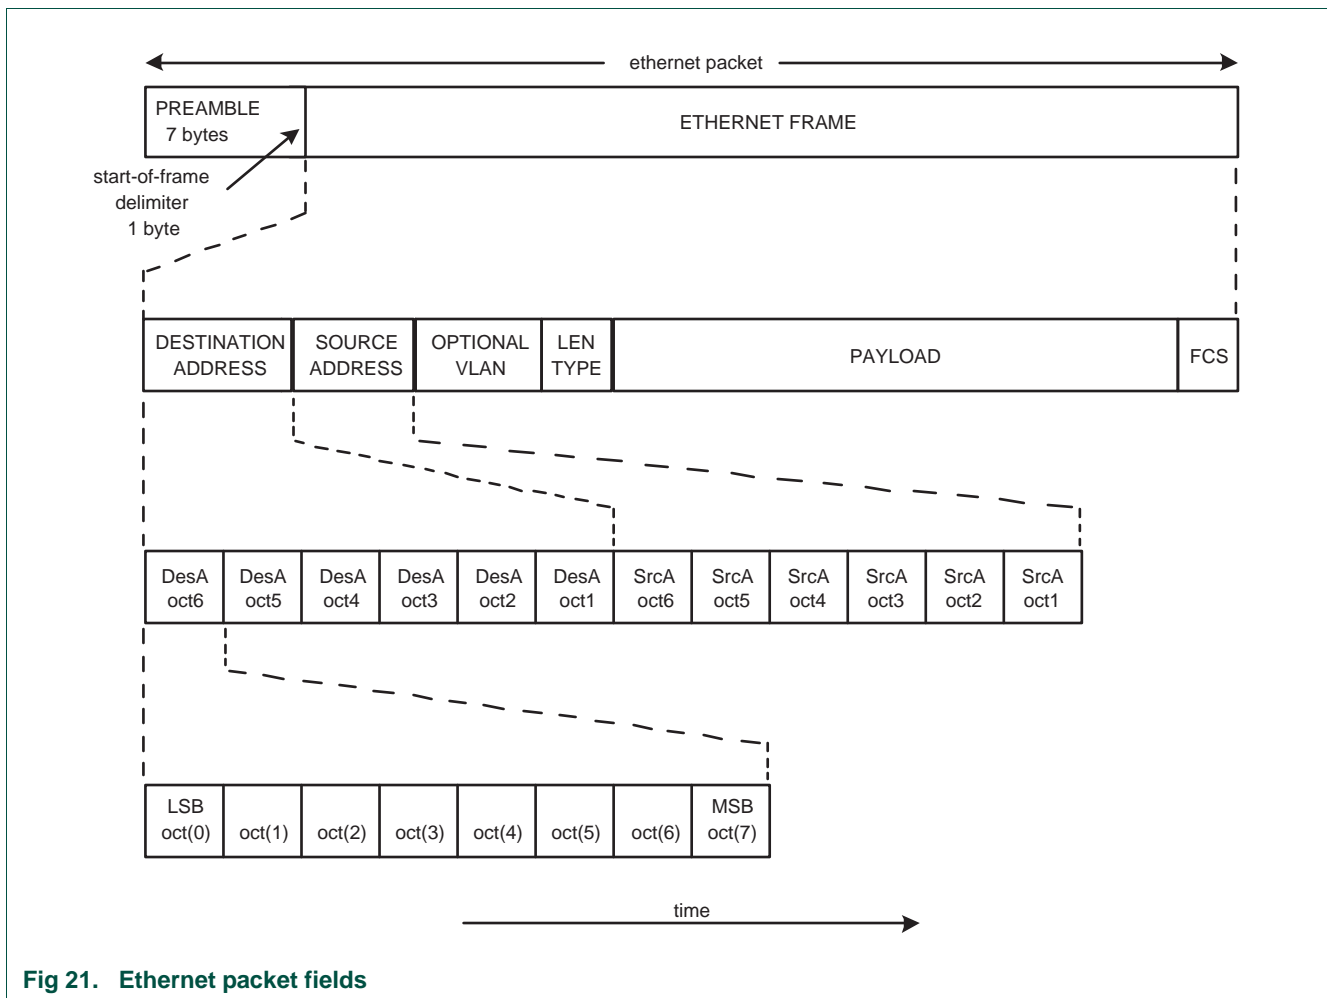 ethernet packet
PREAMBLE
7 bytes
ETHERNET FRAME
start-of-frame
delimiter
1 byte
DESTINATION
ADDRESS
SOURCE
ADDRESS
OPTIONAL
VLAN
LEN
TYPE
PAYLOAD
FCS
DesA
oct6
DesA
oct5
DesA
oct4
DesA
oct3
DesA
oct2
DesA
oct1
SrcA
oct6
SrcA
oct5
SrcA
oct4
SrcA
oct3
SrcA
oct2
SrcA
oct1
LSB
oct(0)
oct(1)
oct(2)
oct(3)
oct(4)
oct(5)
oct(6)
MSB
oct(7)
time
Fig 21. Ethernet packet fields